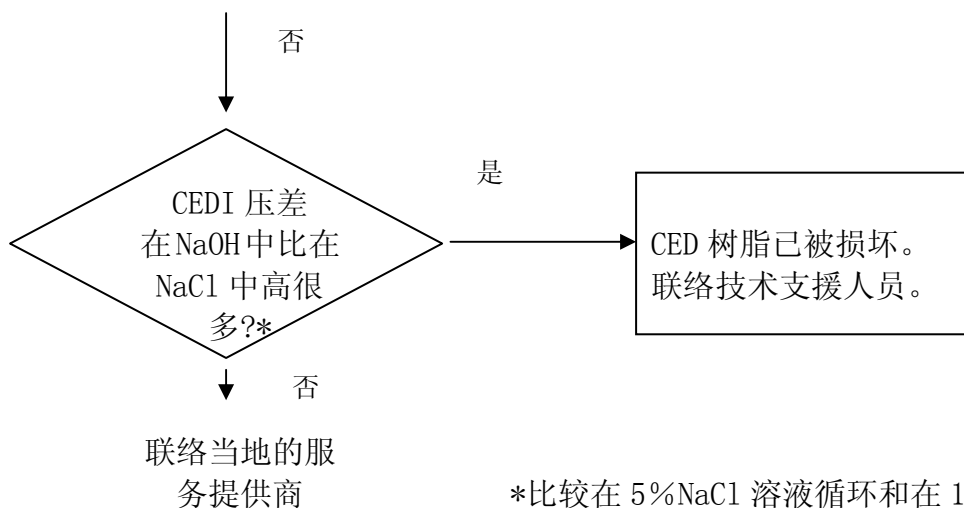 否
CEDI 压差
在NaOH中比在
NaCl 中高很
多?*
是
CED 树脂已被损坏。
联络技术支援人员。
否
联络当地的服
务提供商
*比较在 5%NaCl 溶液循环和在 1